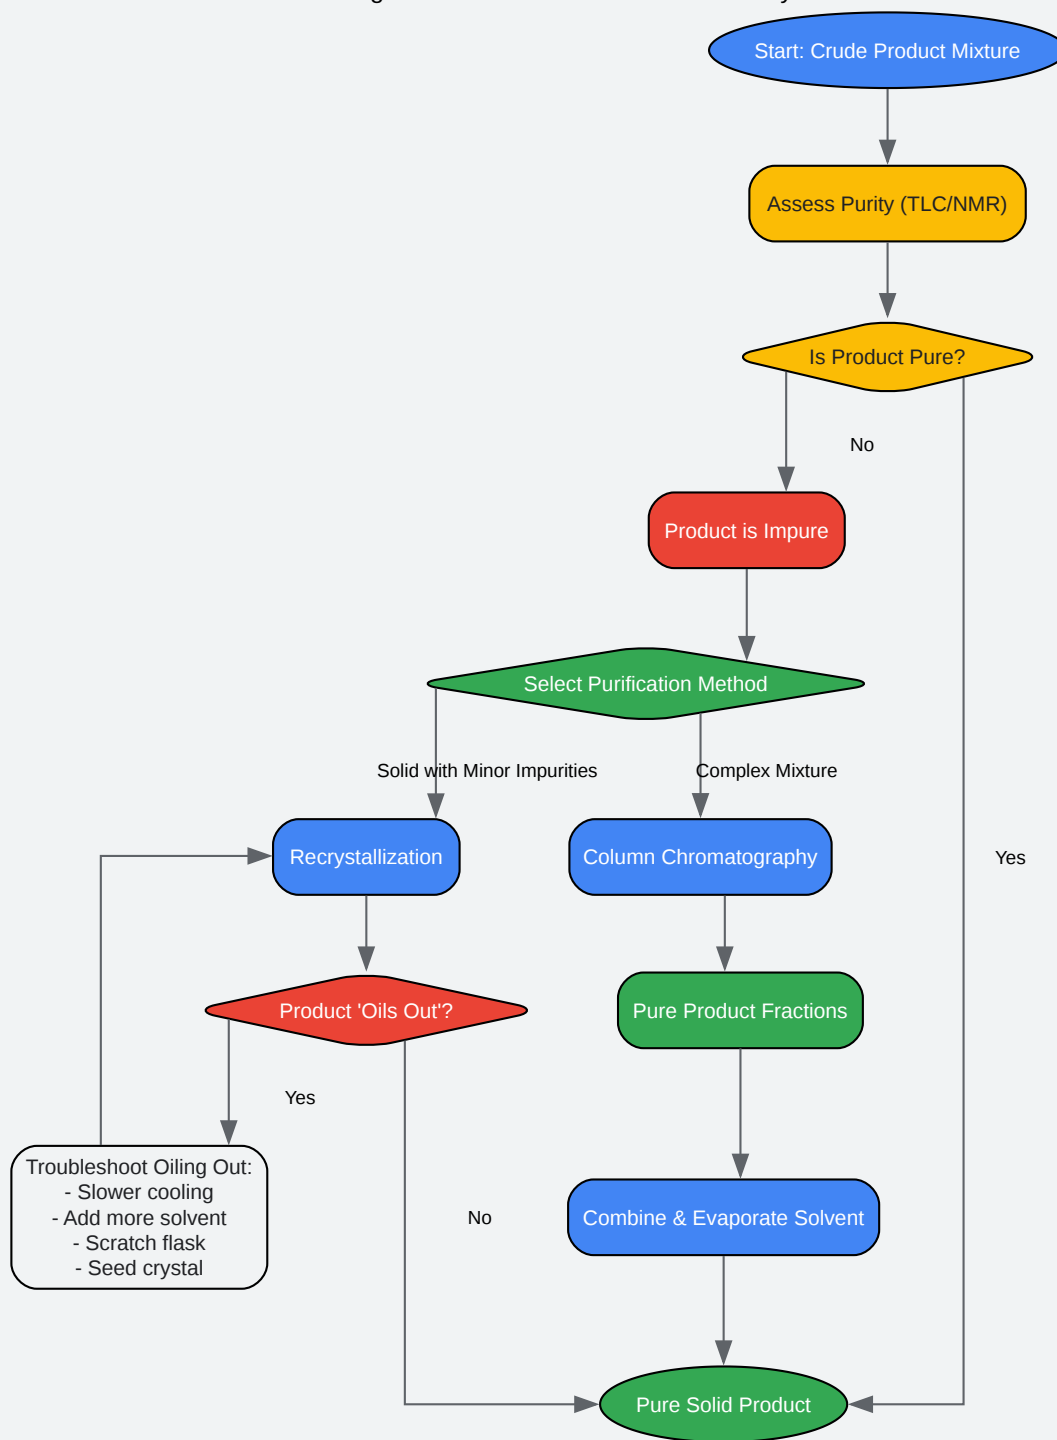 Start: Crude Product Mixture
Assess Purity (TLC/NMR)
Is Product Pure?
No
Product is Impure
Select Purification Method
Solid with Minor Impurities
Complex Mixture
Recrystallization
Column Chromatography
Yes
Product 'Oils Out'?
Pure Product Fractions
Yes
Troubleshoot Oiling Out:
- Slower cooling
- Add more solvent
- Scratch flask
- Seed crystal
No
Combine & Evaporate Solvent
Pure Solid Product